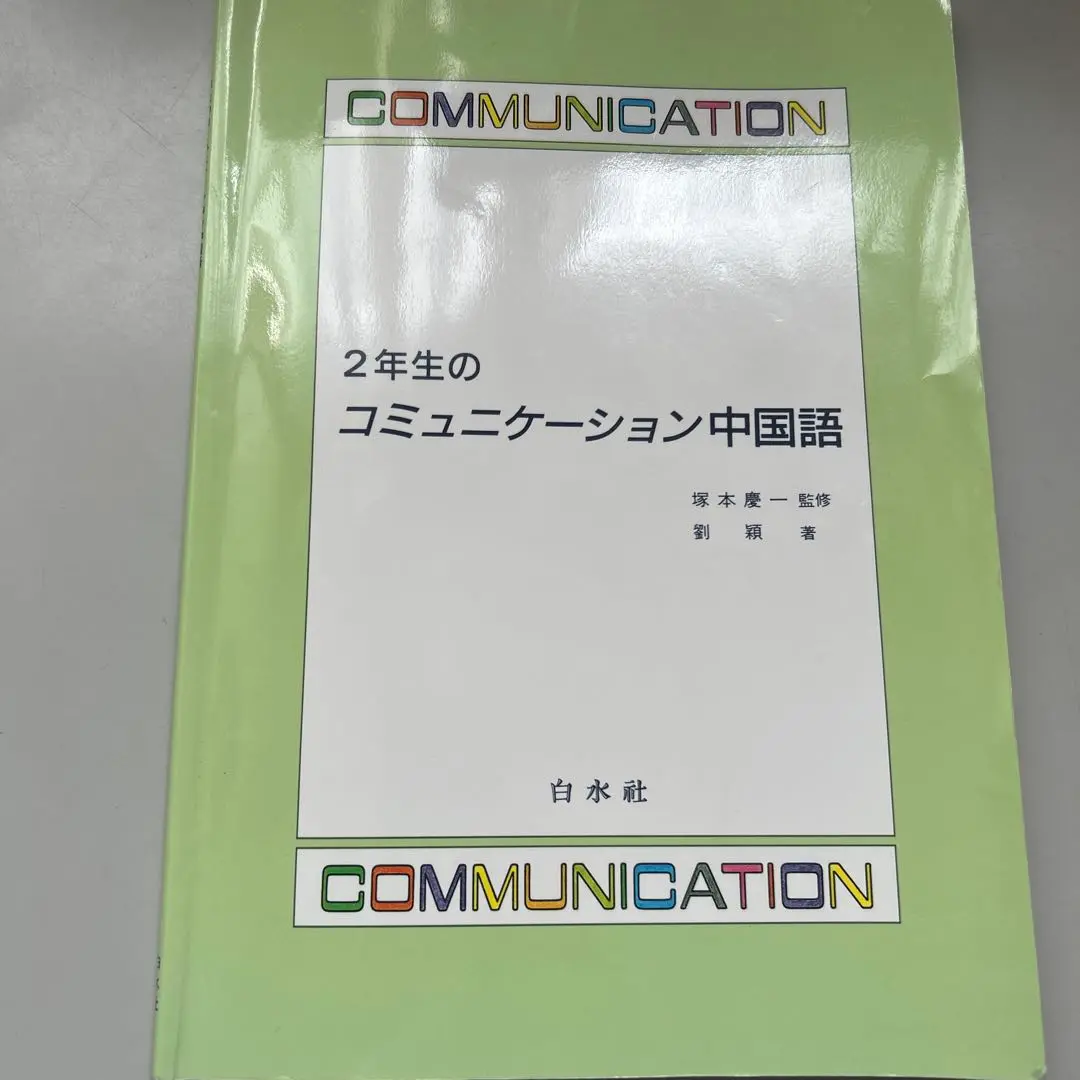 COMMUNICATION
2年生の
コミュニケーション中国語
塚本慶一 監修
劉 穎 著
白水社
COMMUNICATION